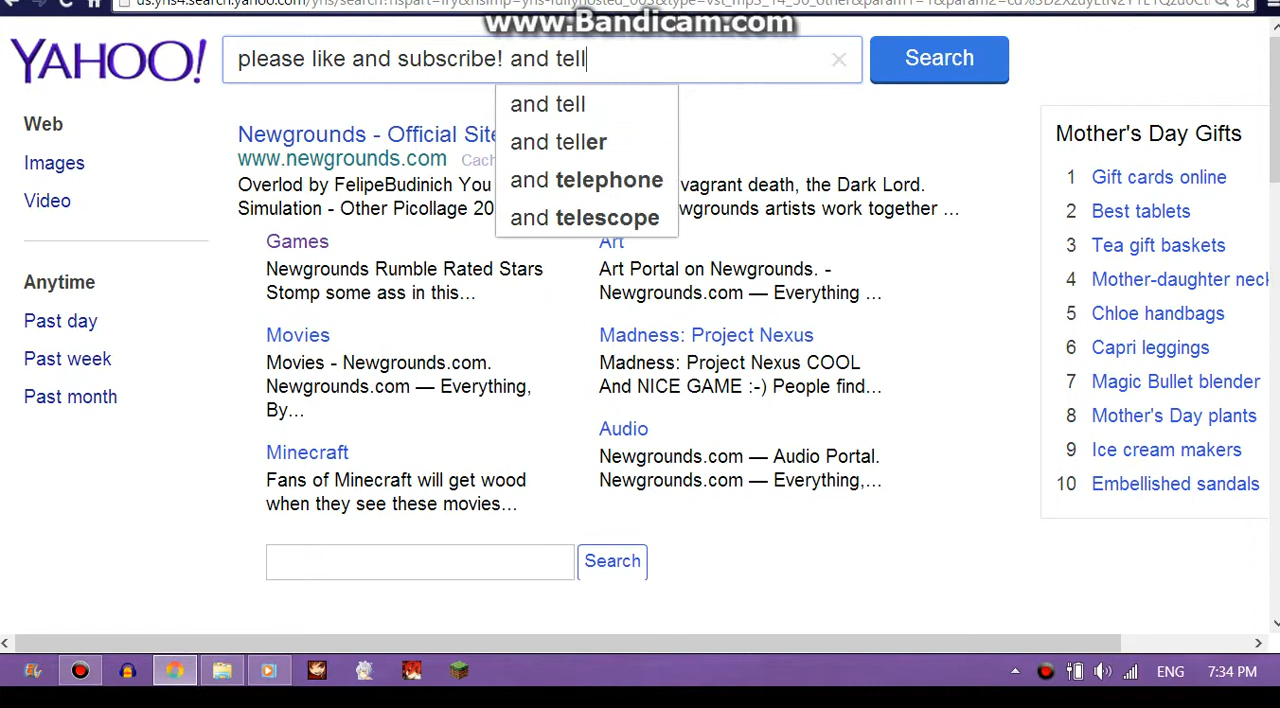 www.Bandicam.com
YAHOO!
please like and subscribe! and tell
Search
and tell
and teller
and telephone
and telescope
Web
Images
Video
Anytime
Past day
Past week
Past month
Newgrounds - Official Site
www.newgrounds.com Cach
Overlod by FelipeBudinich You vagrant death, the Dark Lord.
Simulation - Other Picollage 20 wgrounds artists work together ...
Games
Newgrounds Rumble Rated Stars
Stomp some ass in this...
Art
Art Portal on Newgrounds. -
Newgrounds.com — Everything ...
Movies
Movies - Newgrounds.com.
Newgrounds.com — Everything,
By...
Madness: Project Nexus
Madness: Project Nexus COOL
And NICE GAME :-) People find...
Minecraft
Fans of Minecraft will get wood
when they see these movies...
Audio
Newgrounds.com — Audio Portal.
Newgrounds.com — Everything,...
Search
Mother's Day Gifts
1 Gift cards online
2 Best tablets
3 Tea gift baskets
4 Mother-daughter neck
5 Chloe handbags
6 Capri leggings
7 Magic Bullet blender
8 Mother's Day plants
9 Ice cream makers
10 Embellished sandals
ENG
7:34 PM